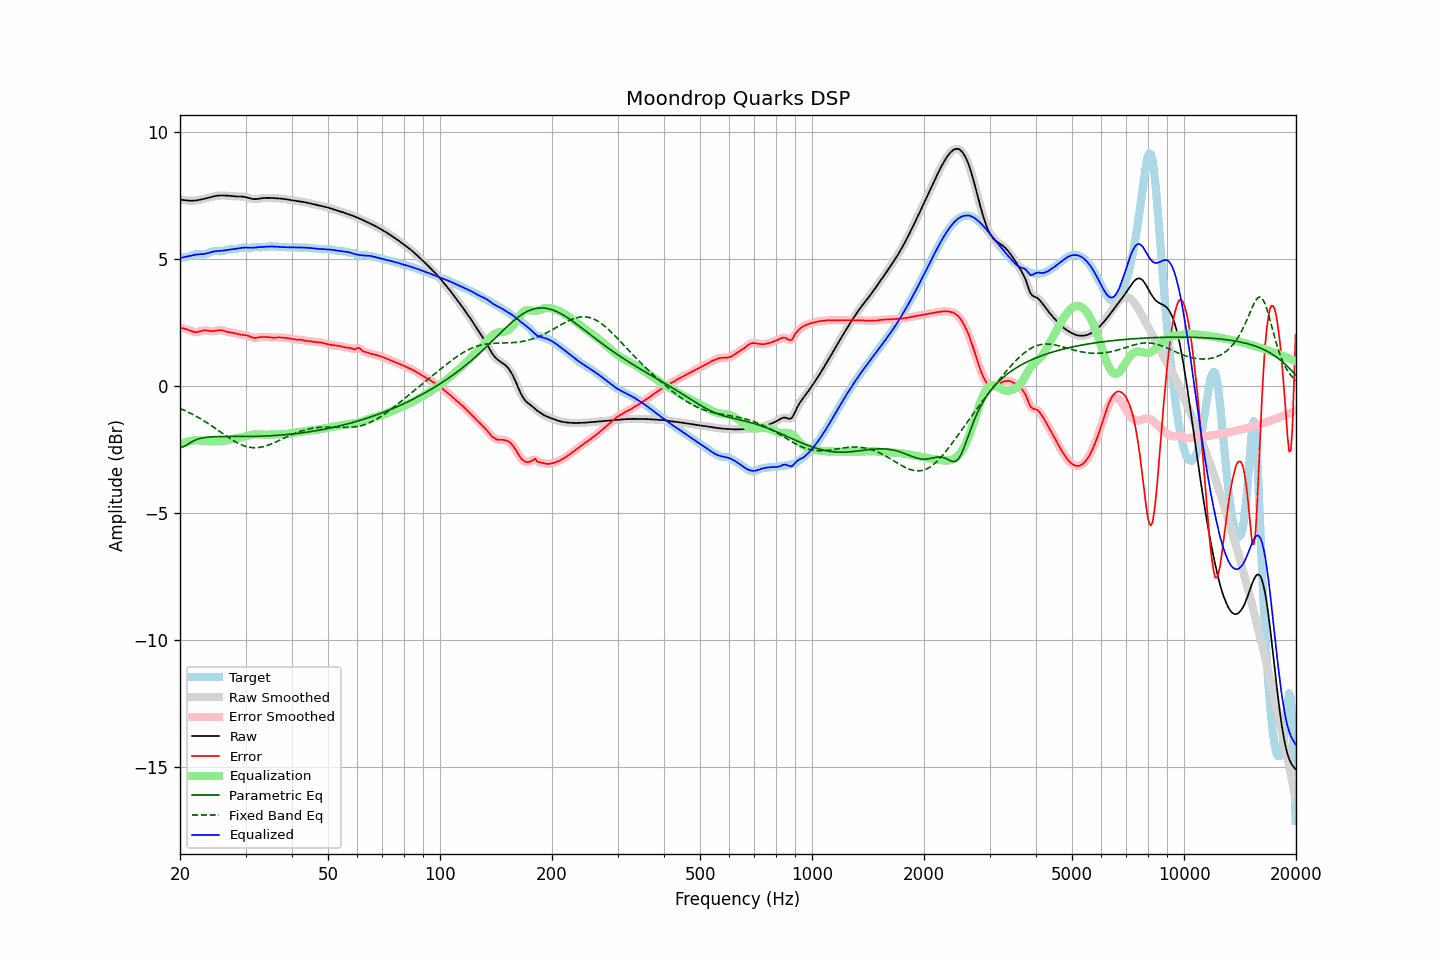 Moondrop Quarks DSP
10
5
0
−5
−10
−15
Amplitude (dBr)
Target
Raw Smoothed
Error Smoothed
Raw
Error
Equalization
Parametric Eq
Fixed Band Eq
Equalized
20 50 100 200 500 1000 2000 5000 10000 20000
Frequency (Hz)